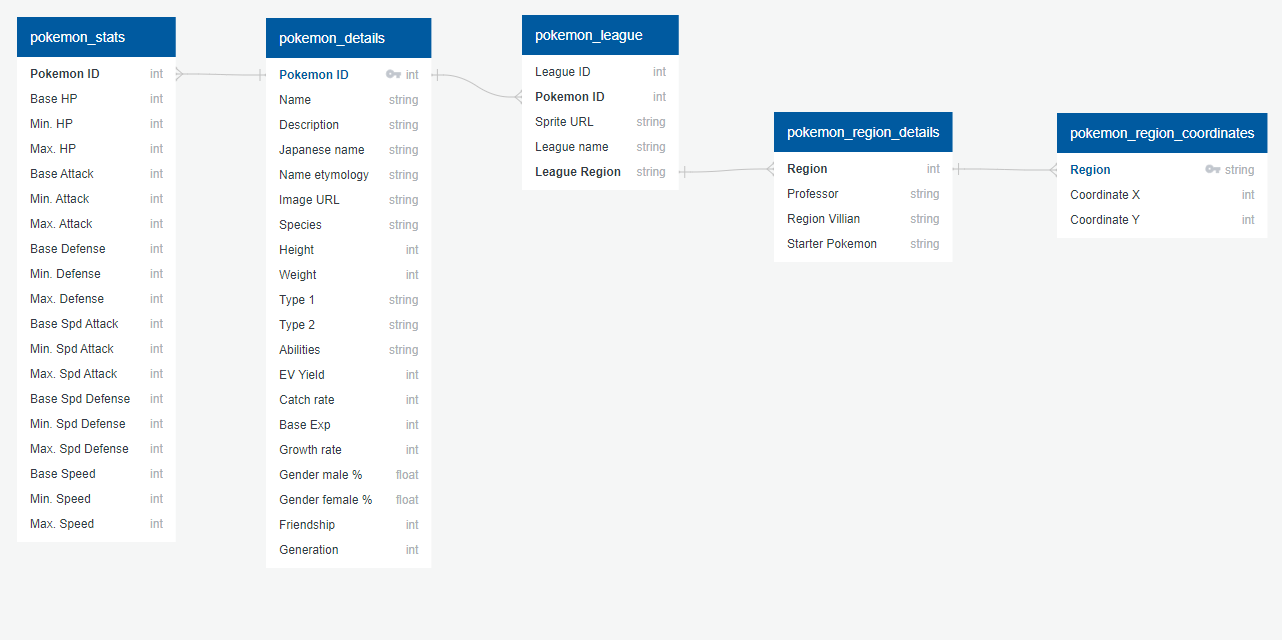 pokemon_stats
Pokemon ID int
Base HP int
Min. HP int
Max. HP int
Base Attack int
Min. Attack int
Max. Attack int
Base Defense int
Min. Defense int
Max. Defense int
Base Spd Attack int
Min. Spd Attack int
Max. Spd Attack int
Base Spd Defense int
Min. Spd Defense int
Max. Spd Defense int
Base Speed int
Min. Speed int
Max. Speed int
pokemon_details
Pokemon ID int
Name string
Description string
Japanese name string
Name etymology string
Image URL string
Species string
Height int
Weight int
Type 1 string
Type 2 string
Abilities string
EV Yield int
Catch rate int
Base Exp int
Growth rate int
Gender male % float
Gender female % float
Friendship int
Generation int
pokemon_league
League ID int
Pokemon ID int
Sprite URL string
League name string
League Region string
pokemon_region_details
Region int
Professor string
Region Villian string
Starter Pokemon string
pokemon_region_coordinates
Region string
Coordinate X int
Coordinate Y int